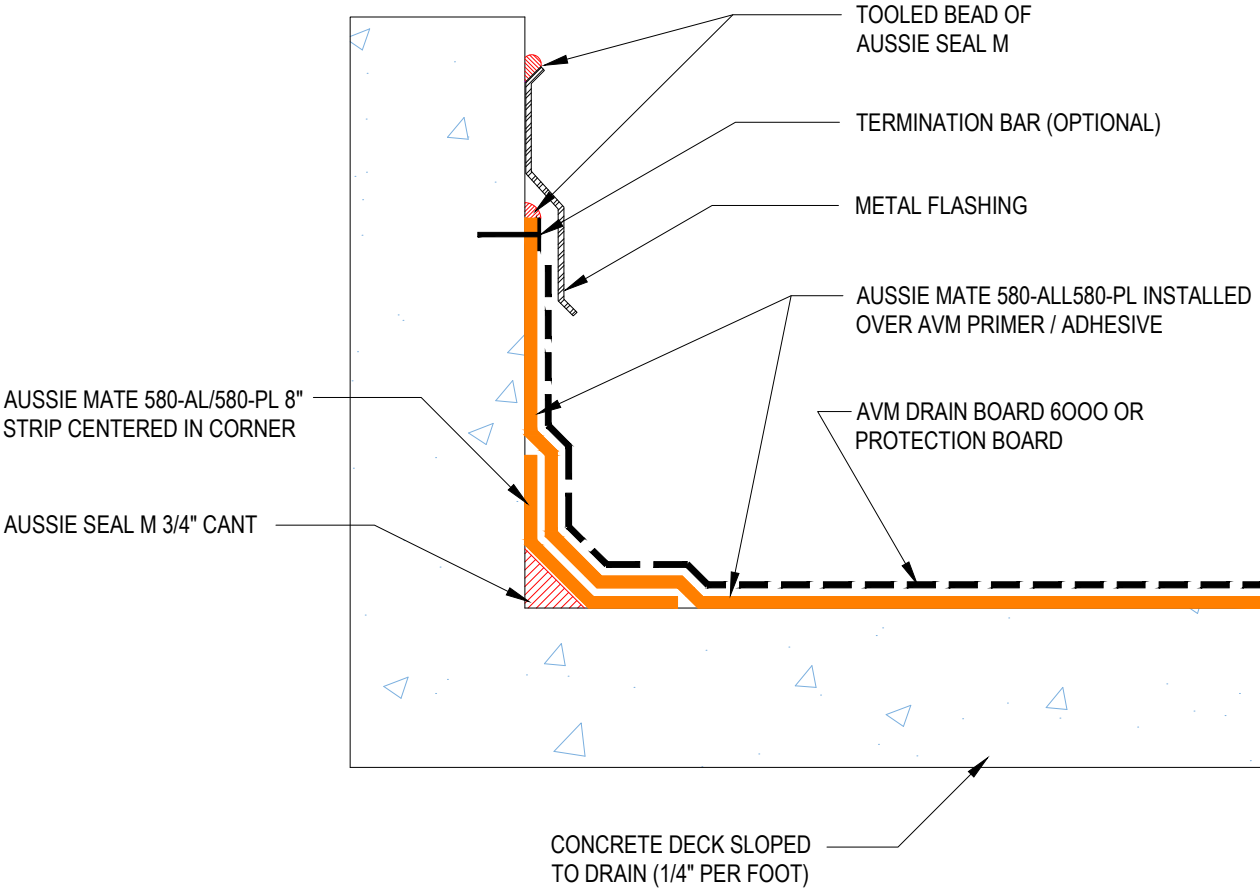 TOOLED BEAD OF
AUSSIE SEAL M
TERMINATION BAR (OPTIONAL)
METAL FLASHING
AUSSIE MATE 580-ALL580-PL INSTALLED
OVER AVM PRIMER / ADHESIVE
AUSSIE MATE 580-AL/580-PL 8"
STRIP CENTERED IN CORNER
AVM DRAIN BOARD 6OOO OR
PROTECTION BOARD
AUSSIE SEAL M 3/4" CANT
CONCRETE DECK SLOPED
TO DRAIN (1/4" PER FOOT)